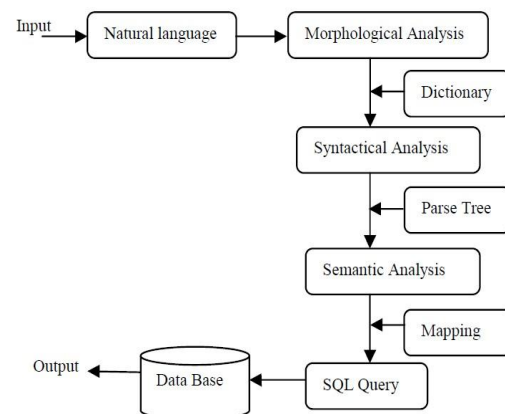 Input
Natural language
Morphological Analysis
Dictionary
Syntactical Analysis
Parse Tree
Semantic Analysis
Mapping
Output
Data Base
SQL Query